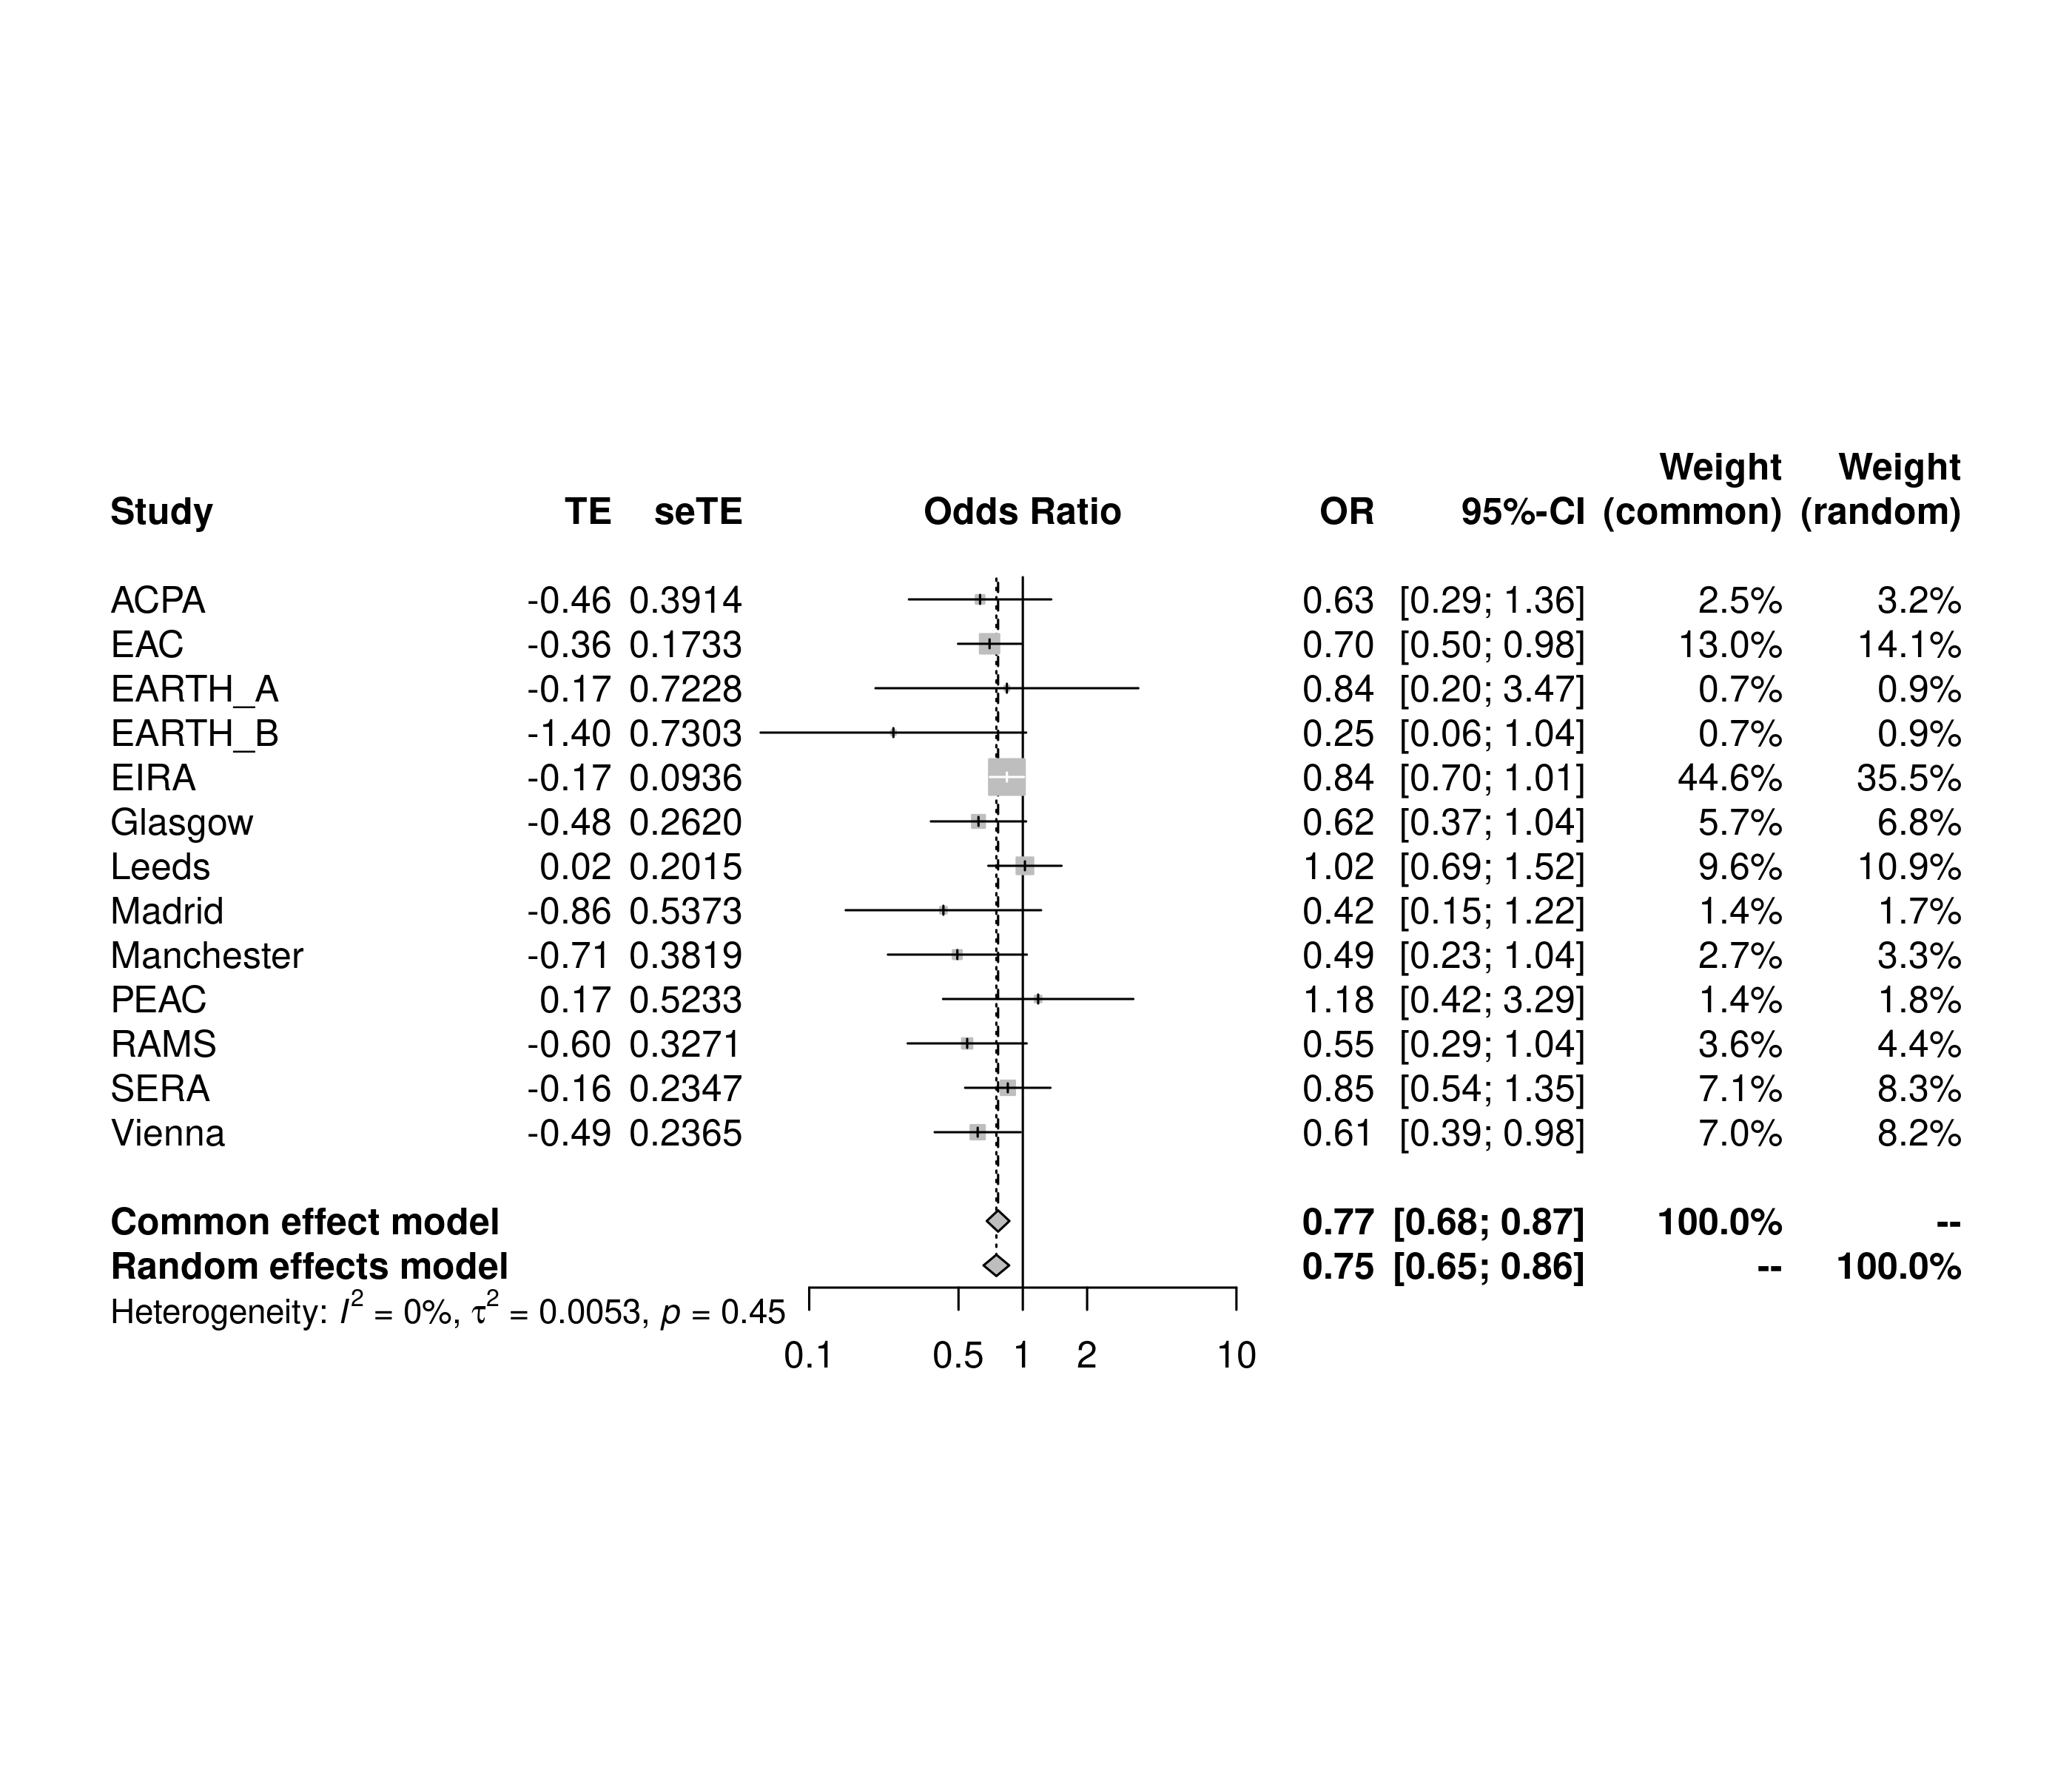 Weight Weight
Study TE seTE Odds Ratio OR 95%-CI (common) (random)
ACPA -0.46 0.3914 0.63 [0.29; 1.36] 2.5% 3.2%
EAC -0.36 0.1733 0.70 [0.50; 0.98] 13.0% 14.1%
EARTH_A -0.17 0.7228 0.84 [0.20; 3.47] 0.7% 0.9%
EARTH_B -1.40 0.7303 0.25 [0.06; 1.04] 0.7% 0.9%
EIRA -0.17 0.0936 0.84 [0.70; 1.01] 44.6% 35.5%
Glasgow -0.48 0.2620 0.62 [0.37; 1.04] 5.7% 6.8%
Leeds 0.02 0.2015 1.02 [0.69; 1.52] 9.6% 10.9%
Madrid -0.86 0.5373 0.42 [0.15; 1.22] 1.4% 1.7%
Manchester -0.71 0.3819 0.49 [0.23; 1.04] 2.7% 3.3%
PEAC 0.17 0.5233 1.18 [0.42; 3.29] 1.4% 1.8%
RAMS -0.60 0.3271 0.55 [0.29; 1.04] 3.6% 4.4%
SERA -0.16 0.2347 0.85 [0.54; 1.35] 7.1% 8.3%
Vienna -0.49 0.2365 0.61 [0.39; 0.98] 7.0% 8.2%
Common effect model 0.77 [0.68; 0.87] 100.0% --
Random effects model 0.75 [0.65; 0.86] -- 100.0%
Heterogeneity: I² = 0%, τ² = 0.0053, p = 0.45
0.1 0.5 1 2 10